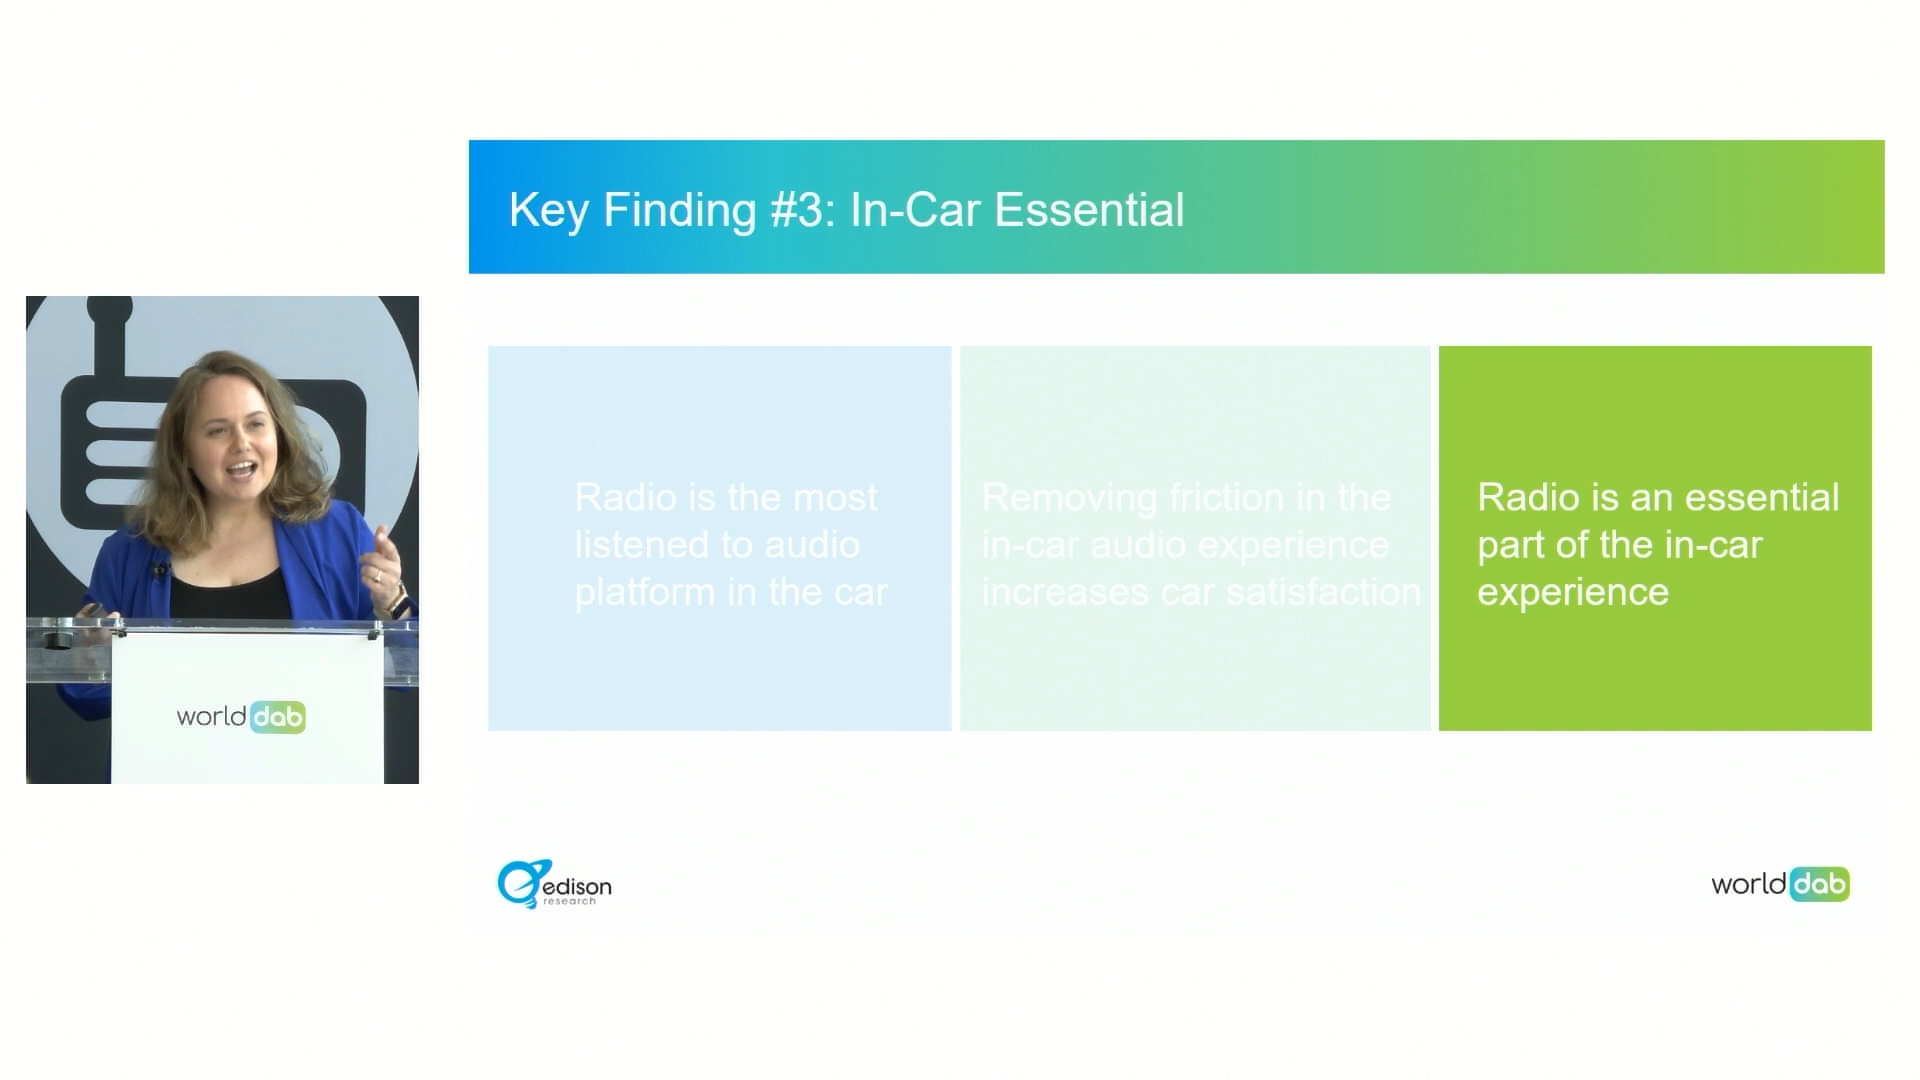 Key Finding #3: In-Car Essential
Radio is the most
listened to audio
platform in the car
Removing friction in the
in-car audio experience
increases car satisfaction
Radio is an essential
part of the in-car
experience
world dab
edison
research
world dab